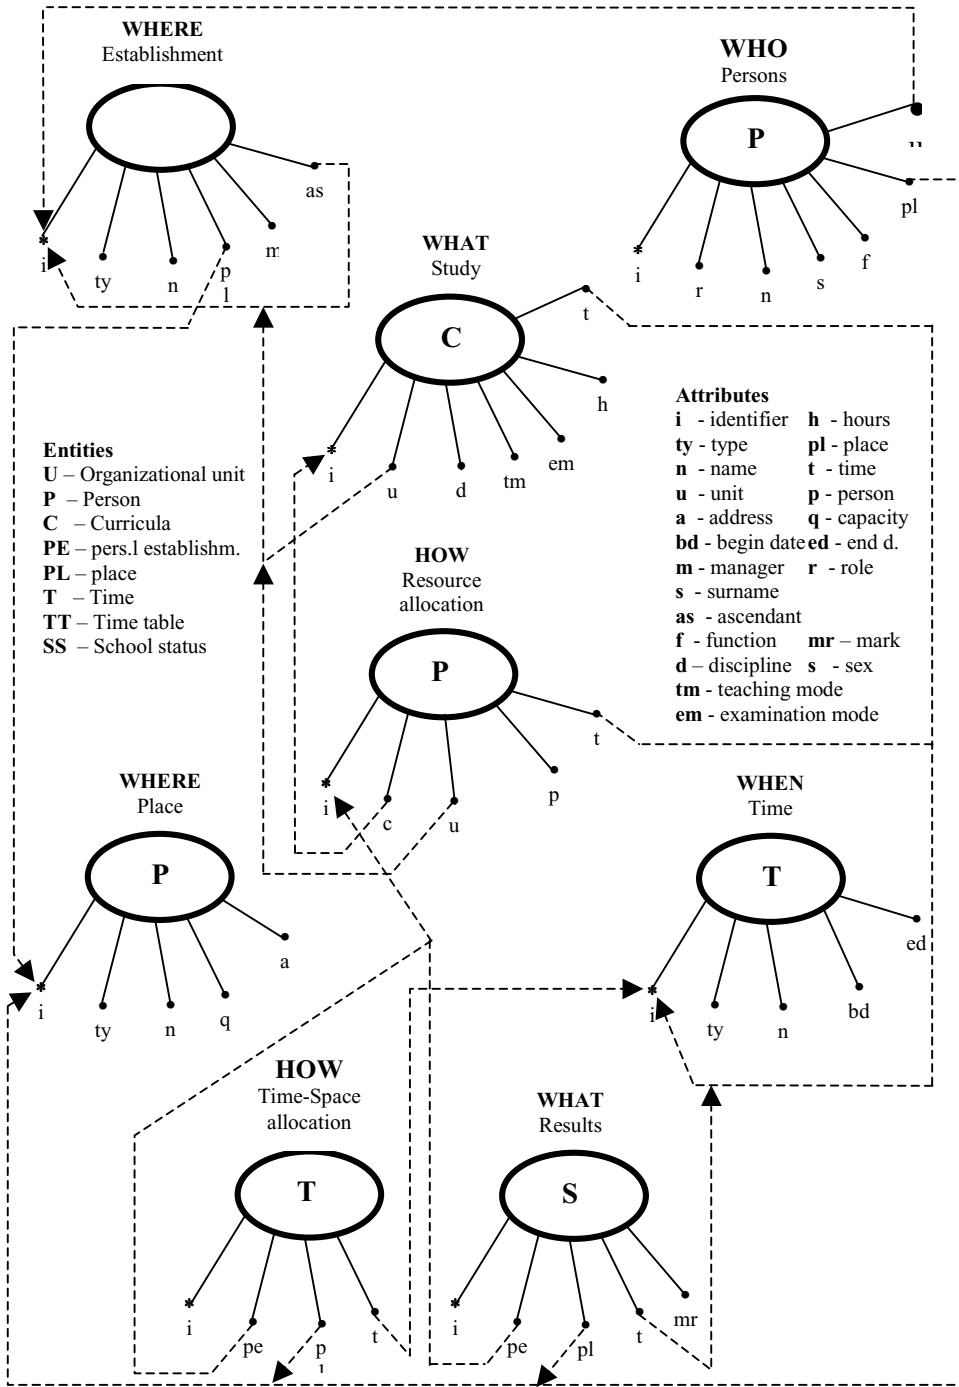 WHERE
Establishment
i
ty
n
p
l
m
as
WHO
Persons
P
i
r
n
s
f
pl
u
WHAT
Study
C
i
u
d
tm
em
h
t
Entities
U – Organizational unit
P – Person
C – Curricula
PE – pers.l establishm.
PL – place
T – Time
TT – Time table
SS – School status
Attributes
i - identifier h - hours
ty - type pl - place
n - name t - time
u - unit p - person
a - address q - capacity
bd - begin date ed - end d.
m - manager r - role
s - surname
as - ascendant
f - function mr – mark
d – discipline s - sex
tm - teaching mode
em - examination mode
HOW
Resource
allocation
P
i
c
u
p
t
WHERE
Place
P
i
ty
n
q
a
WHEN
Time
T
i
ty
n
bd
ed
HOW
Time-Space
allocation
T
i
pe
p
l
t
WHAT
Results
S
i
pe
pl
t
mr